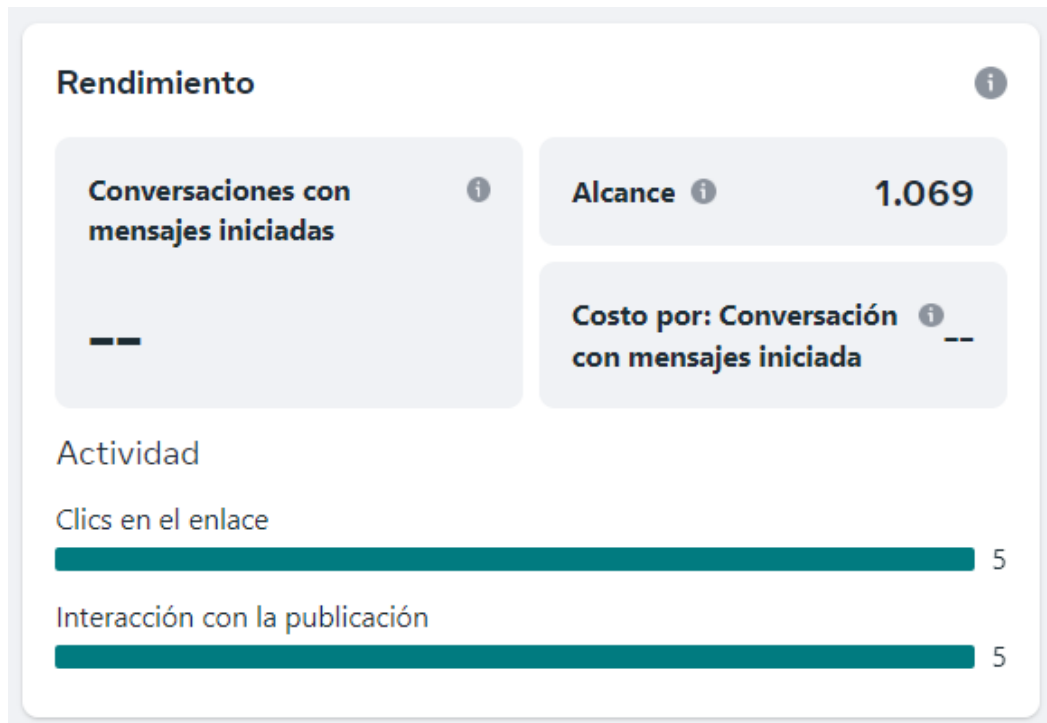 Rendimiento
Conversaciones con
mensajes iniciadas
--
Alcance 1.069
Costo por: Conversación
con mensajes iniciada --
Actividad
Clics en el enlace
5
Interacción con la publicación
5